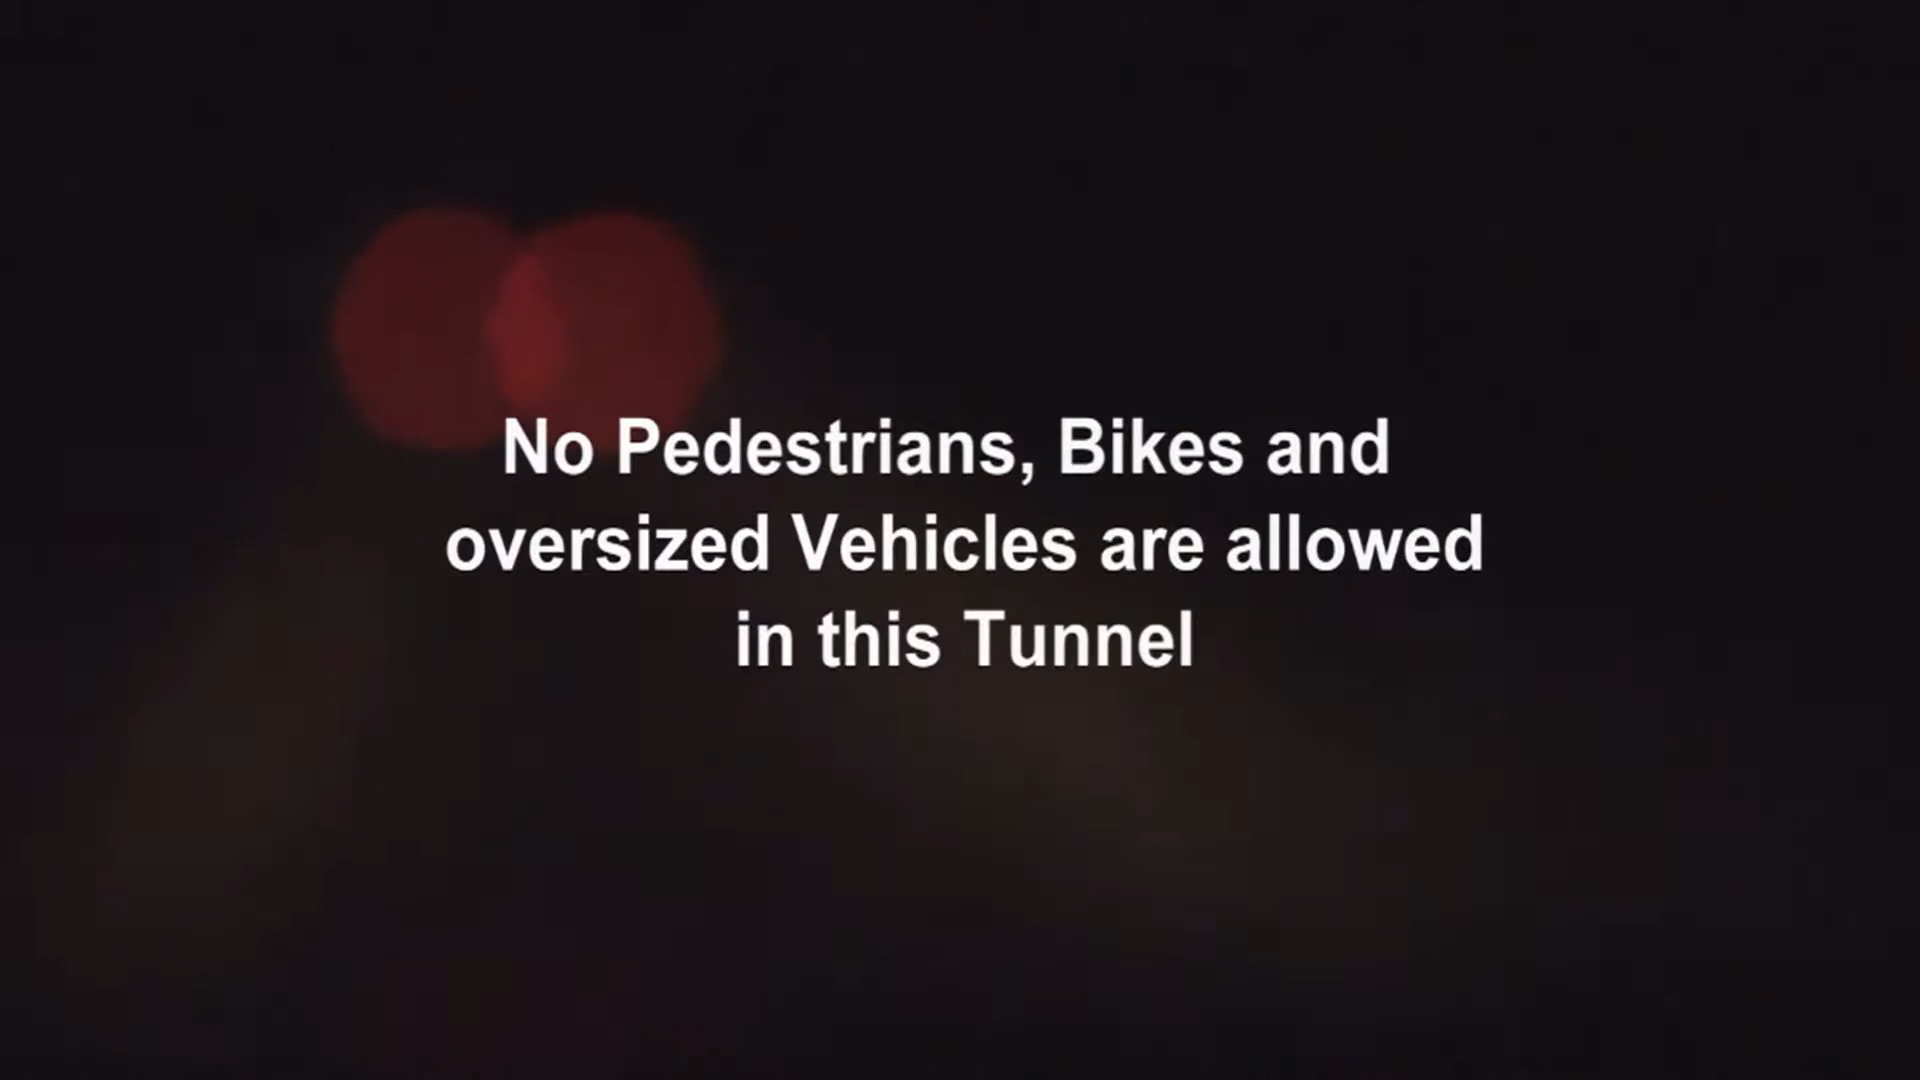 No Pedestrians, Bikes and
oversized Vehicles are allowed
in this Tunnel